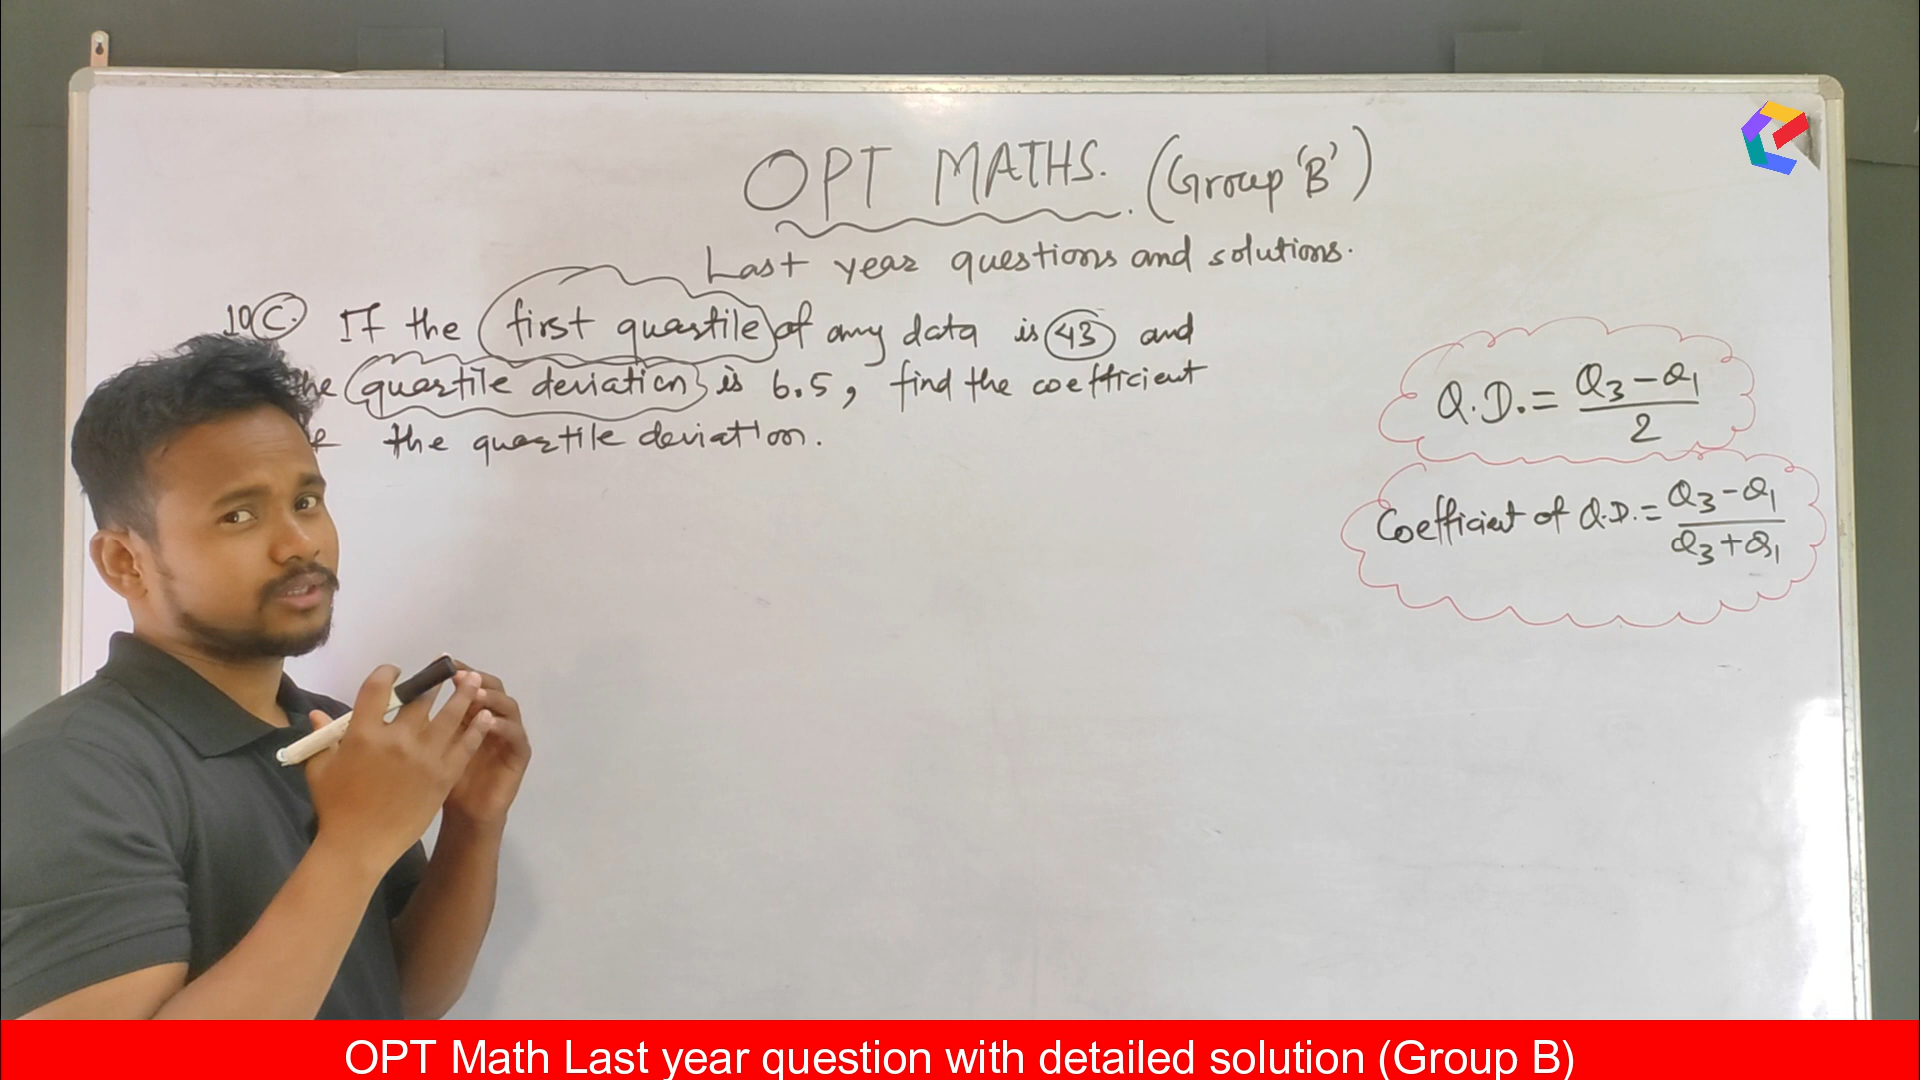 OPT MATHS. (Group 'B')
Last year questions and solutions.
10 C. If the first quartile of any data is 43 and
the quartile deviation is 6.5, find the coefficient
the quartile deviation.
Q.D. = Q3 - Q1 / 2
Coefficient of Q.D. = Q3 - Q1 / Q3 + Q1
OPT Math Last year question with detailed solution (Group B)